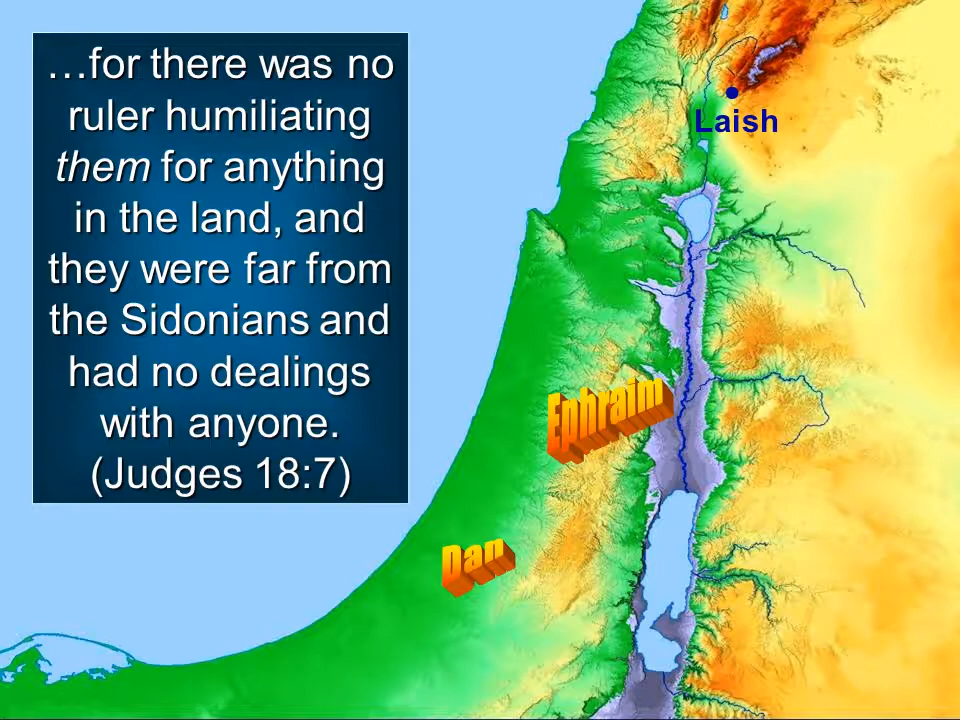 …for there was no
ruler humiliating
them for anything
in the land, and
they were far from
the Sidonians and
had no dealings
with anyone.
(Judges 18:7)
Laish
Ephraim
Dan